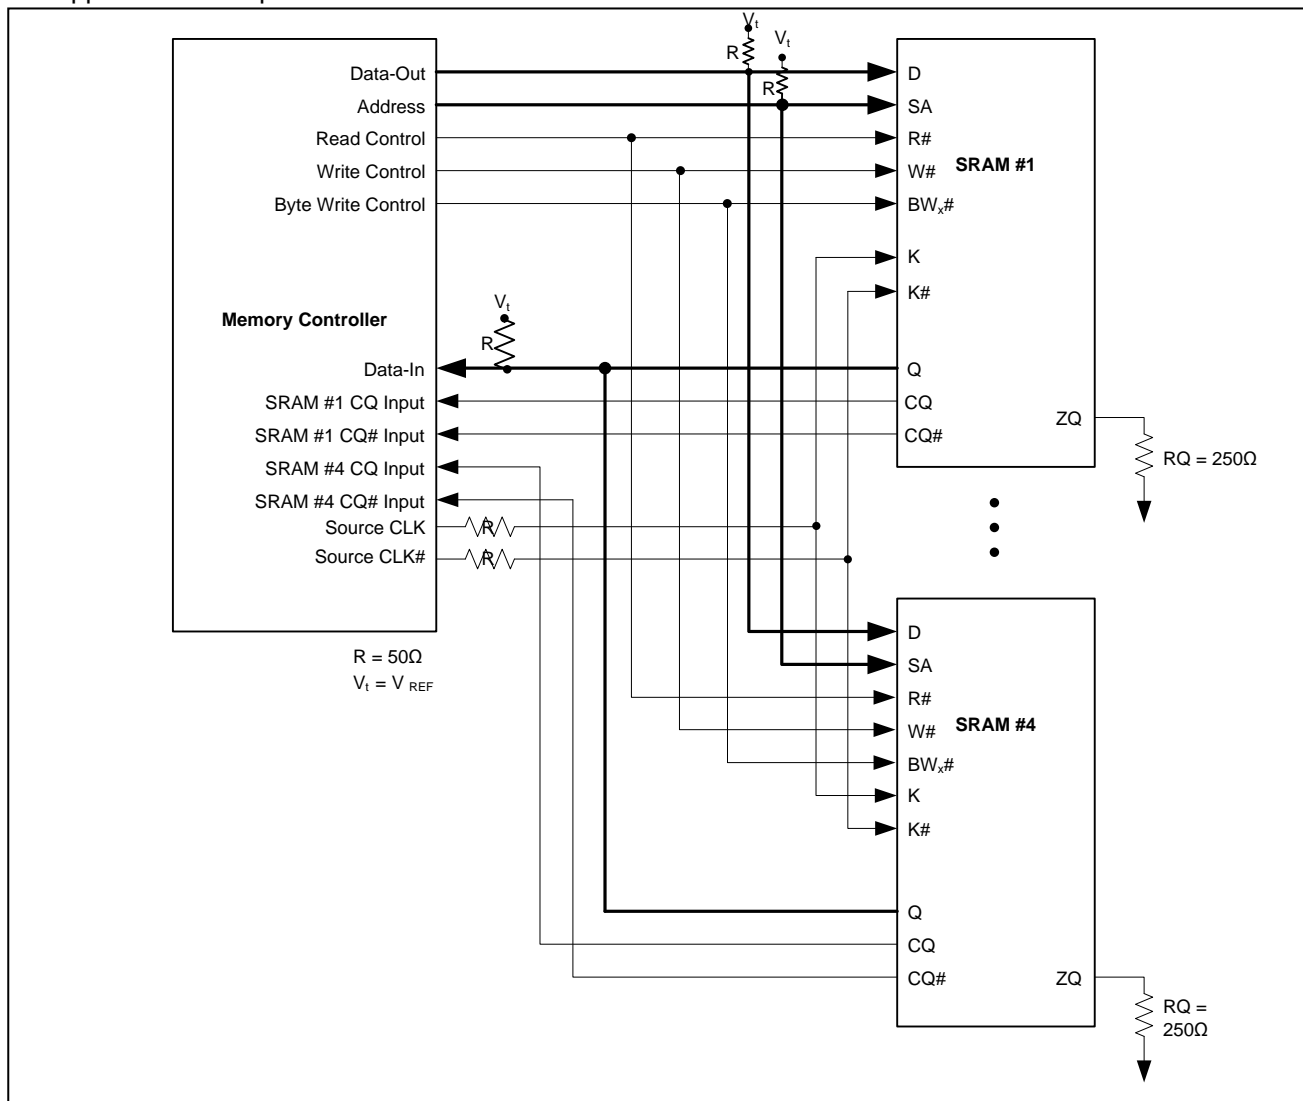 V_t
V_t
R
R
Data-Out
Address
Read Control
Write Control
Byte Write Control
Memory Controller
V_t
R
Data-In
SRAM #1 CQ Input
SRAM #1 CQ# Input
SRAM #4 CQ Input
SRAM #4 CQ# Input
Source CLK
R
Source CLK#
R
R = 50Ω
V_t = V_REF
D
SA
R#
W#
SRAM #1
BW_x#
K
K#
Q
CQ
CQ#
ZQ
RQ = 250Ω
D
SA
R#
W#
SRAM #4
BW_x#
K
K#
Q
CQ
CQ#
ZQ
RQ =
250Ω